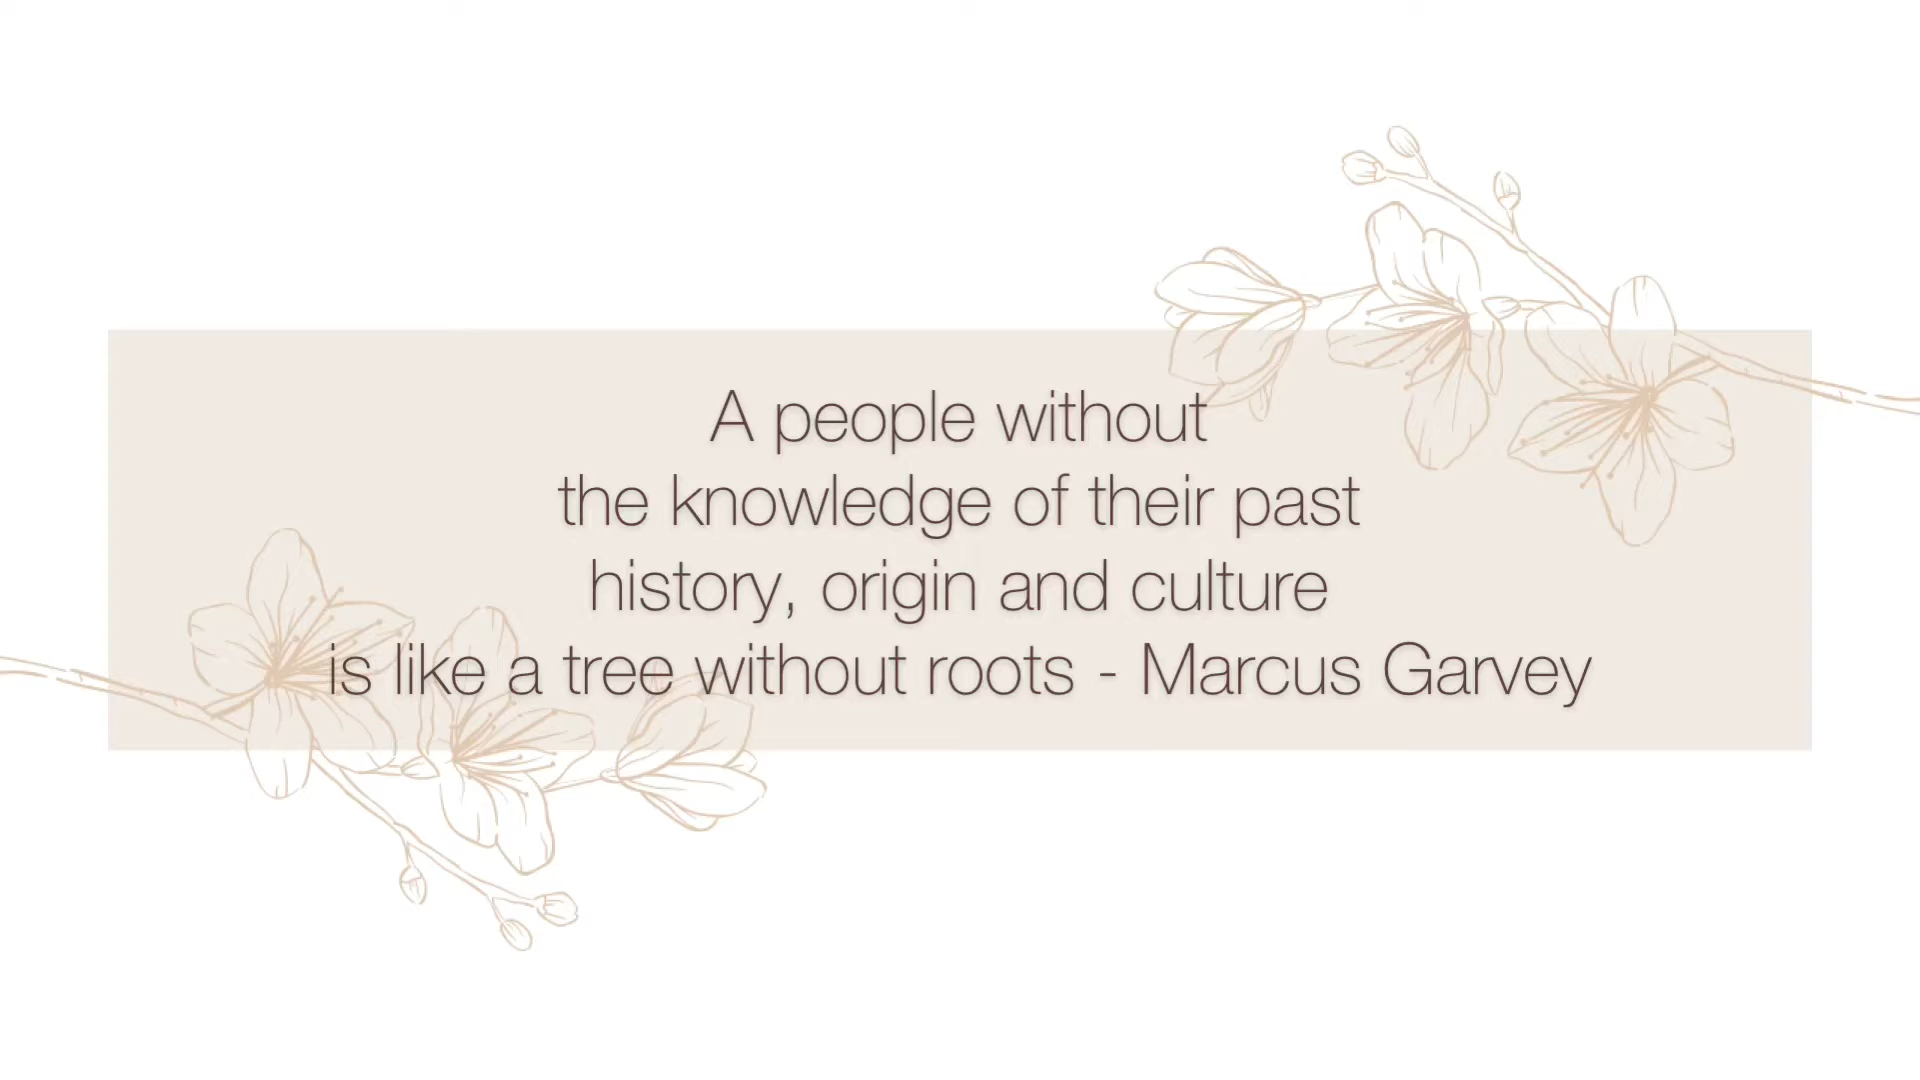 A people without
the knowledge of their past
history, origin and culture
is like a tree without roots - Marcus Garvey